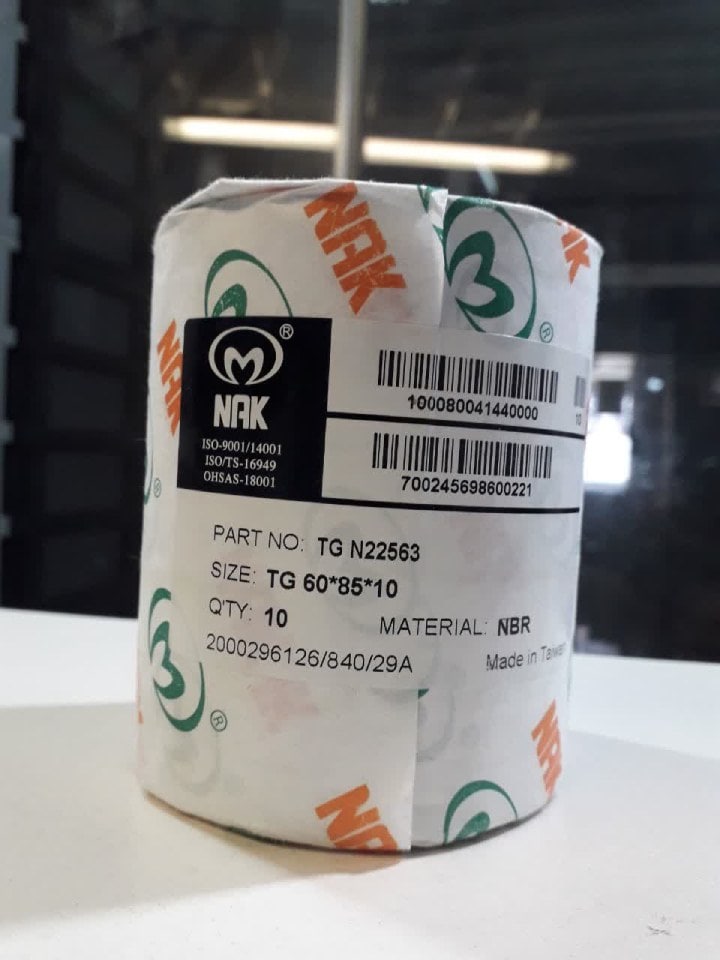 NAK
NAK
NAK
®
NAK
ISO-9001/14001
ISO/TS-16949
OHSAS-18001
100080041440000
10
700245698600221
PART NO: TG N22563
SIZE: TG 60*85*10
Q'TY: 10 MATERIAL: NBR
2000296126/840/29A
Made in Taiwan
®
NAK
NAK